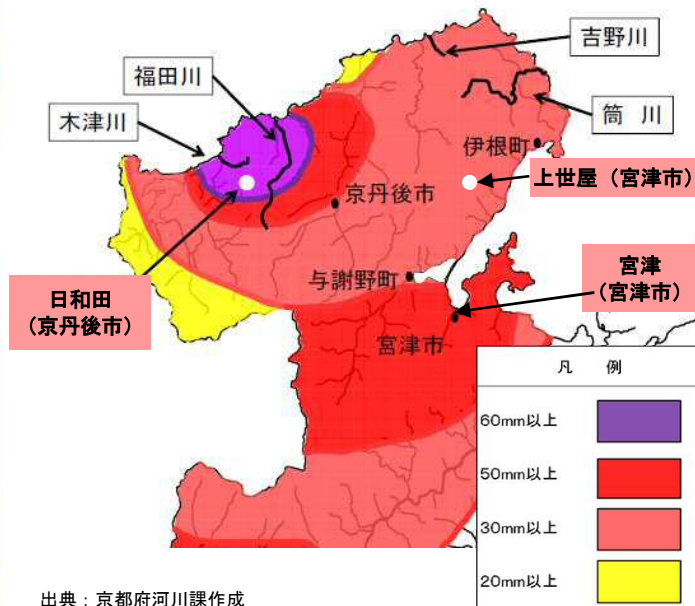 吉野川
福田川
木津川
筒 川
伊根町
上世屋（宮津市）
京丹後市
宮津
（宮津市）
与謝野町
日和田
（京丹後市）
宮津市
凡 例
60mm以上
50mm以上
30mm以上
20mm以上
出典：京都府河川課作成